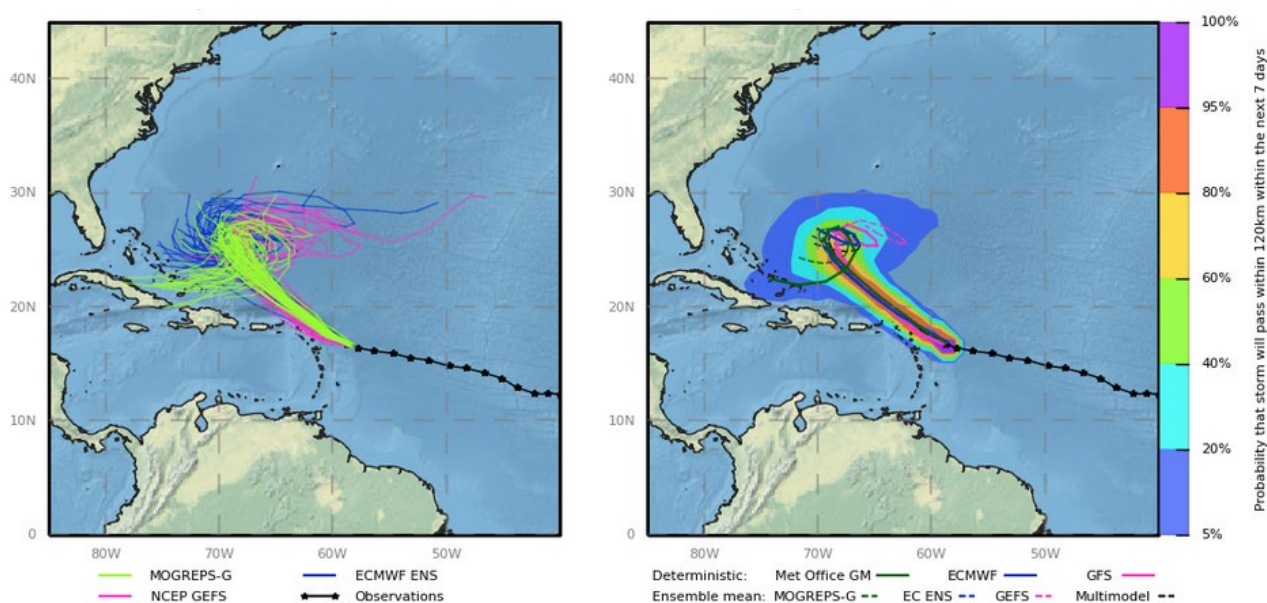 40N
30N
20N
10N
0
80W 70W 60W 50W
MOGREPS-G ECMWF ENS
NCEP GEFS Observations
40N
30N
20N
10N
0
80W 70W 60W 50W
100%
95%
80%
60%
40%
20%
5%
Probability that storm will pass within 120km within the next 7 days
Deterministic: Met Office GM ECMWF GFS
Ensemble mean: MOGREPS-G EC ENS GEFS Multimodel